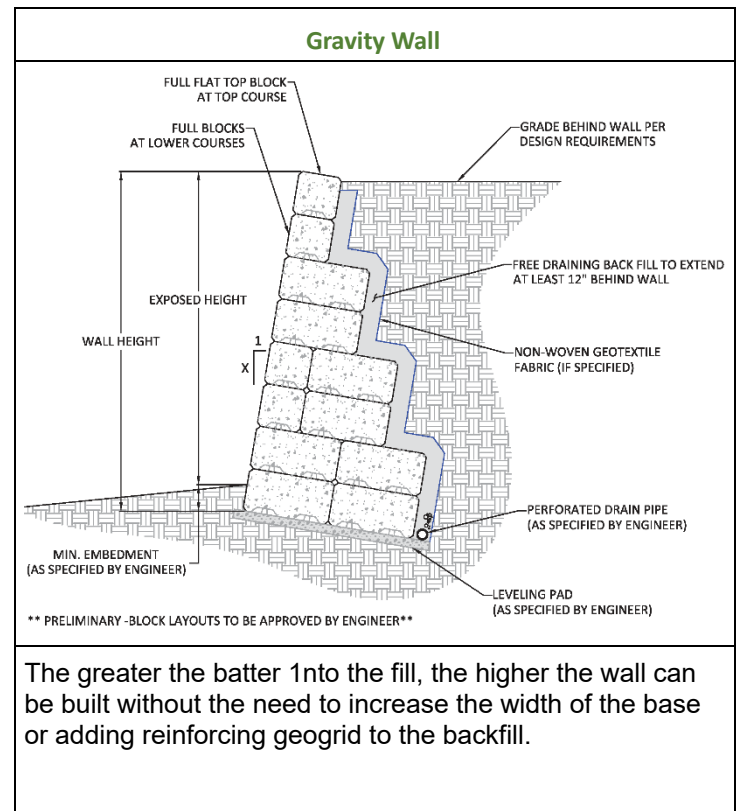 Gravity Wall
FULL FLAT TOP BLOCK
AT TOP COURSE
FULL BLOCKS
AT LOWER COURSES
GRADE BEHIND WALL PER
DESIGN REQUIREMENTS
FREE DRAINING BACK FILL TO EXTEND
AT LEAST 12" BEHIND WALL
EXPOSED HEIGHT
WALL HEIGHT
1
X
NON-WOVEN GEOTEXTILE
FABRIC (IF SPECIFIED)
PERFORATED DRAIN PIPE
(AS SPECIFIED BY ENGINEER)
MIN. EMBEDMENT
(AS SPECIFIED BY ENGINEER)
LEVELING PAD
(AS SPECIFIED BY ENGINEER)
** PRELIMINARY -BLOCK LAYOUTS TO BE APPROVED BY ENGINEER**
The greater the batter 1nto the fill, the higher the wall can
be built without the need to increase the width of the base
or adding reinforcing geogrid to the backfill.